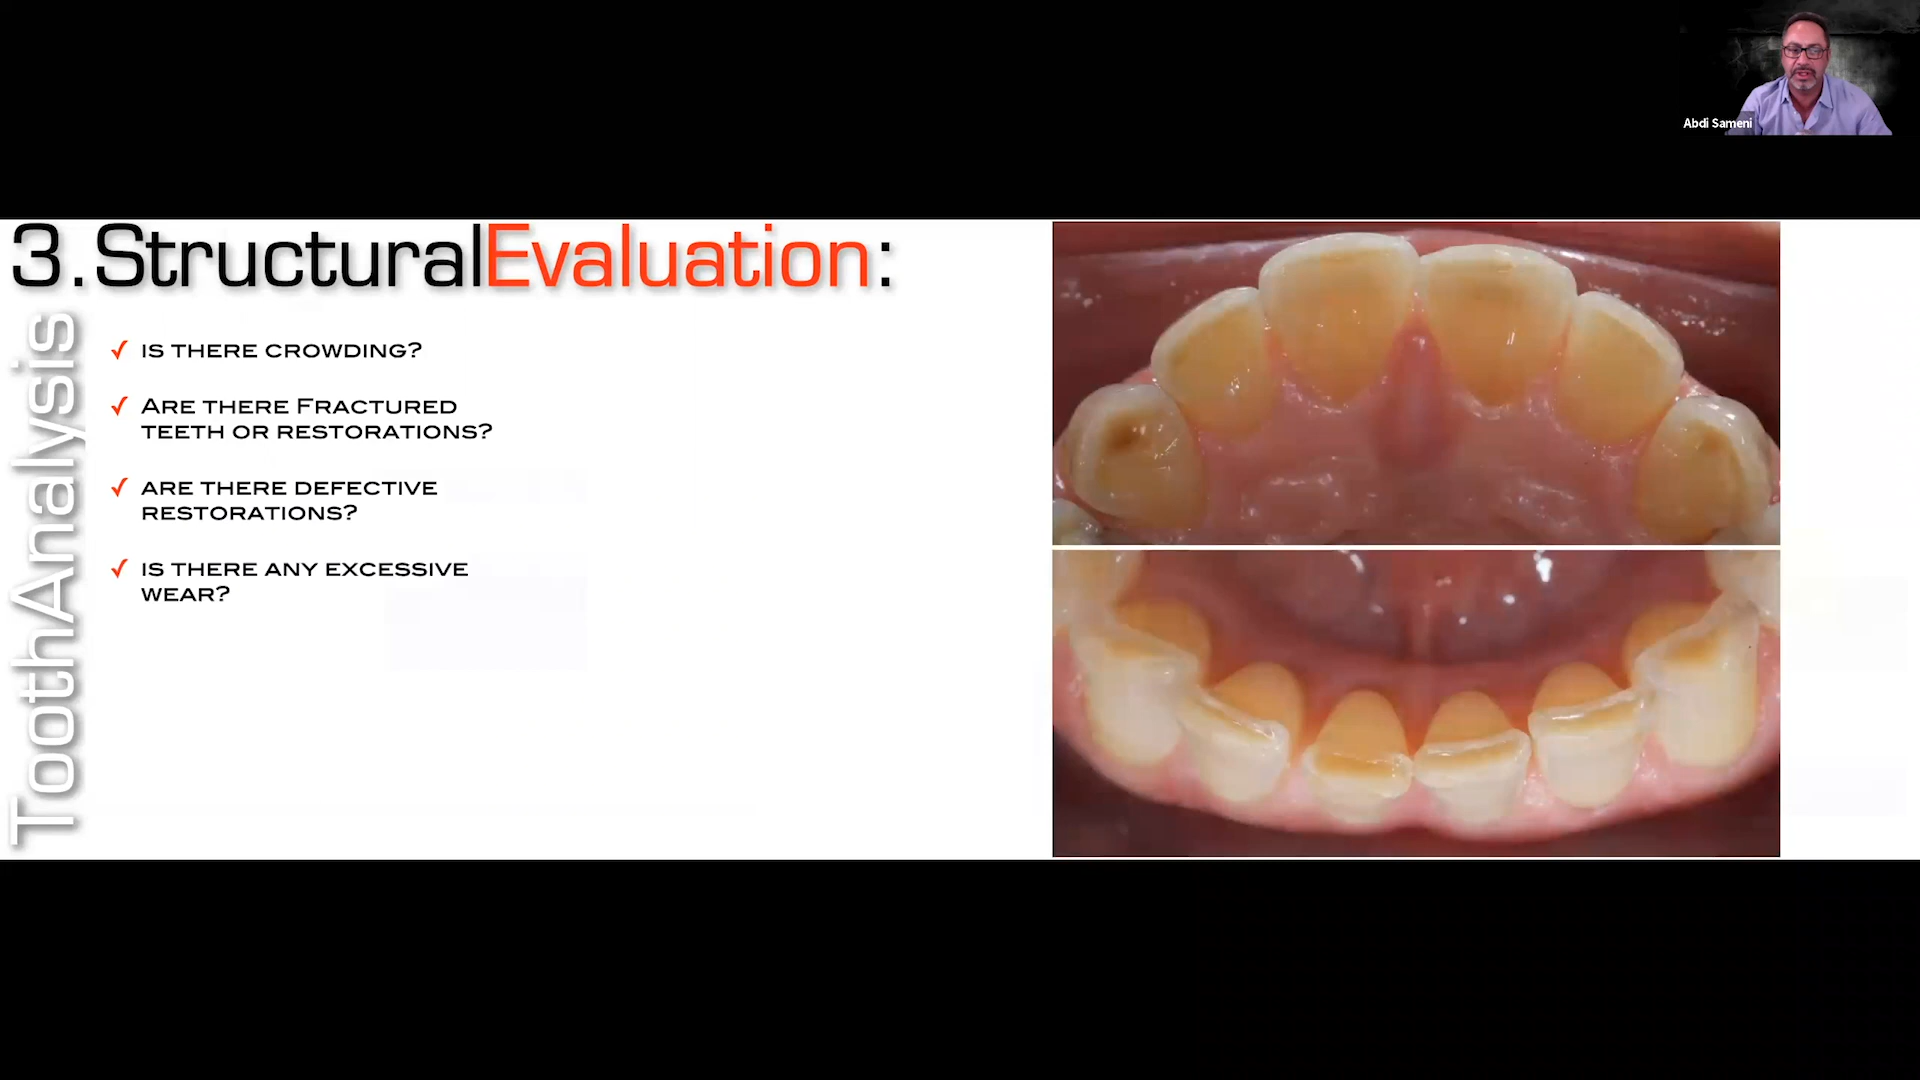 Abdi Sameni
3.StructuralEvaluation:
ToothAnalysis
✓ IS THERE CROWDING?
✓ ARE THERE FRACTURED
TEETH OR RESTORATIONS?
✓ ARE THERE DEFECTIVE
RESTORATIONS?
✓ IS THERE ANY EXCESSIVE
WEAR?